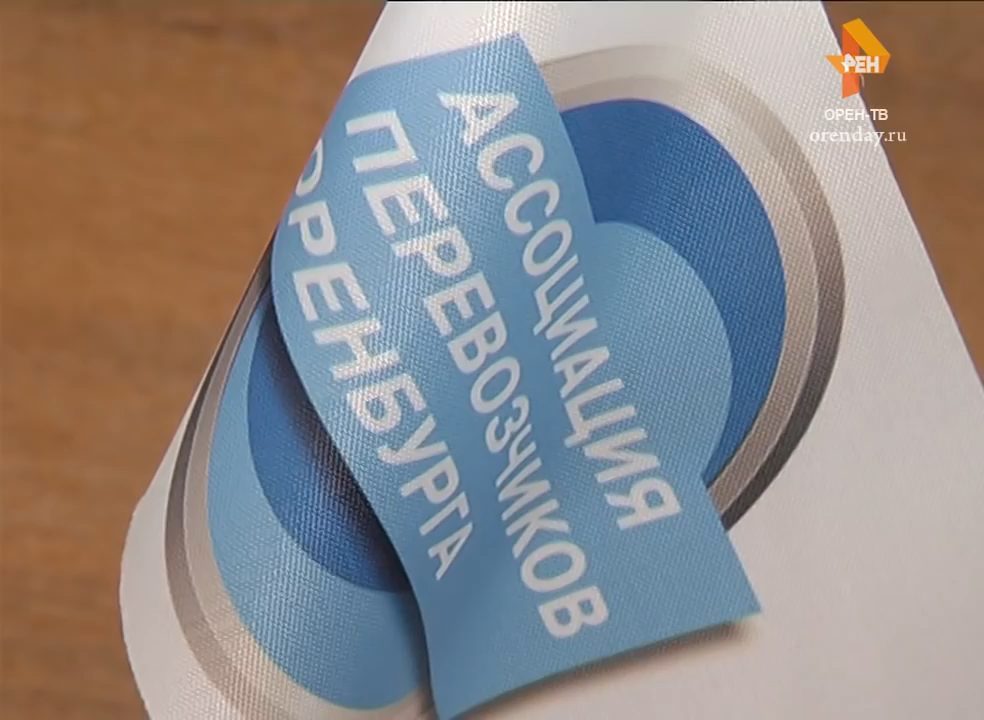 АССОЦИАЦИЯ
ПЕРЕВОЗЧИКОВ
ОРЕНБУРГА
РЕН
ОРЕН-ТВ
orenday.ru